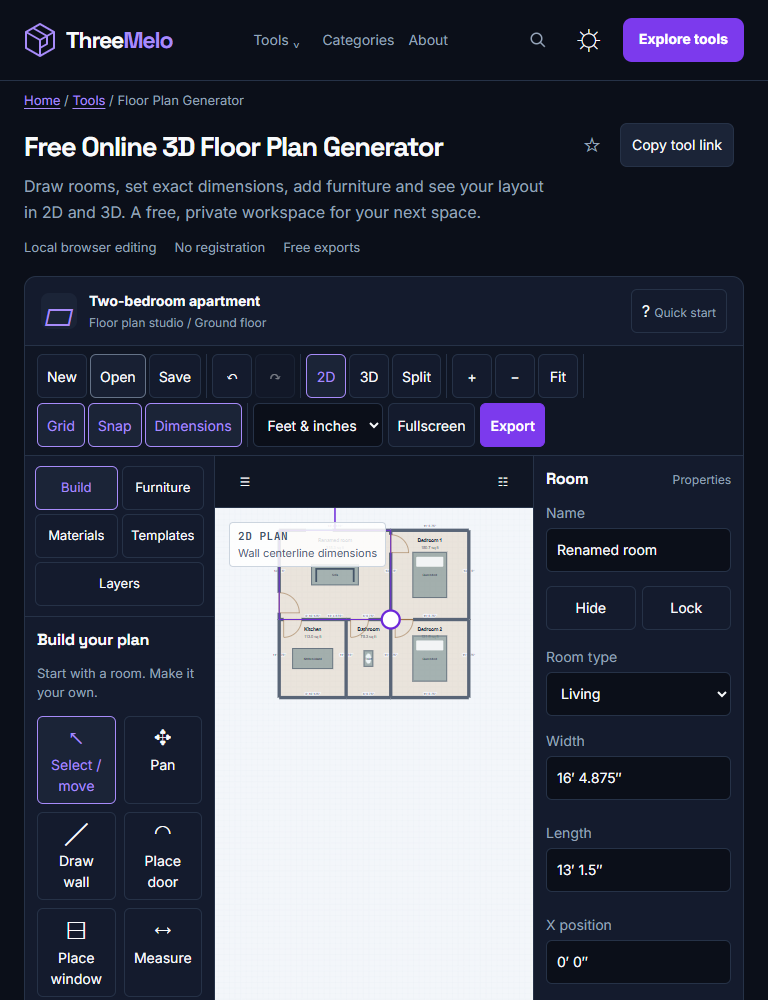 ThreeMelo
Tools Categories About
Explore tools
Home / Tools / Floor Plan Generator
Free Online 3D Floor Plan Generator
☆ Copy tool link
Draw rooms, set exact dimensions, add furniture and see your layout
in 2D and 3D. A free, private workspace for your next space.
Local browser editing No registration Free exports
Two-bedroom apartment
Floor plan studio / Ground floor
? Quick start
New Open Save ↶ ↷ 2D 3D Split + − Fit
Grid Snap Dimensions Feet & inches Fullscreen Export
Build Furniture
Materials Templates
Layers
Build your plan
Start with a room. Make it
your own.
Select /
move
Pan
Draw
wall
Place
door
Place
window
Measure
2D PLAN
Wall centerline dimensions
Bedroom 1
Kitchen
Bathroom
Bedroom 2
Room Properties
Name
Renamed room
Hide Lock
Room type
Living
Width
16′ 4.875″
Length
13′ 1.5″
X position
0′ 0″